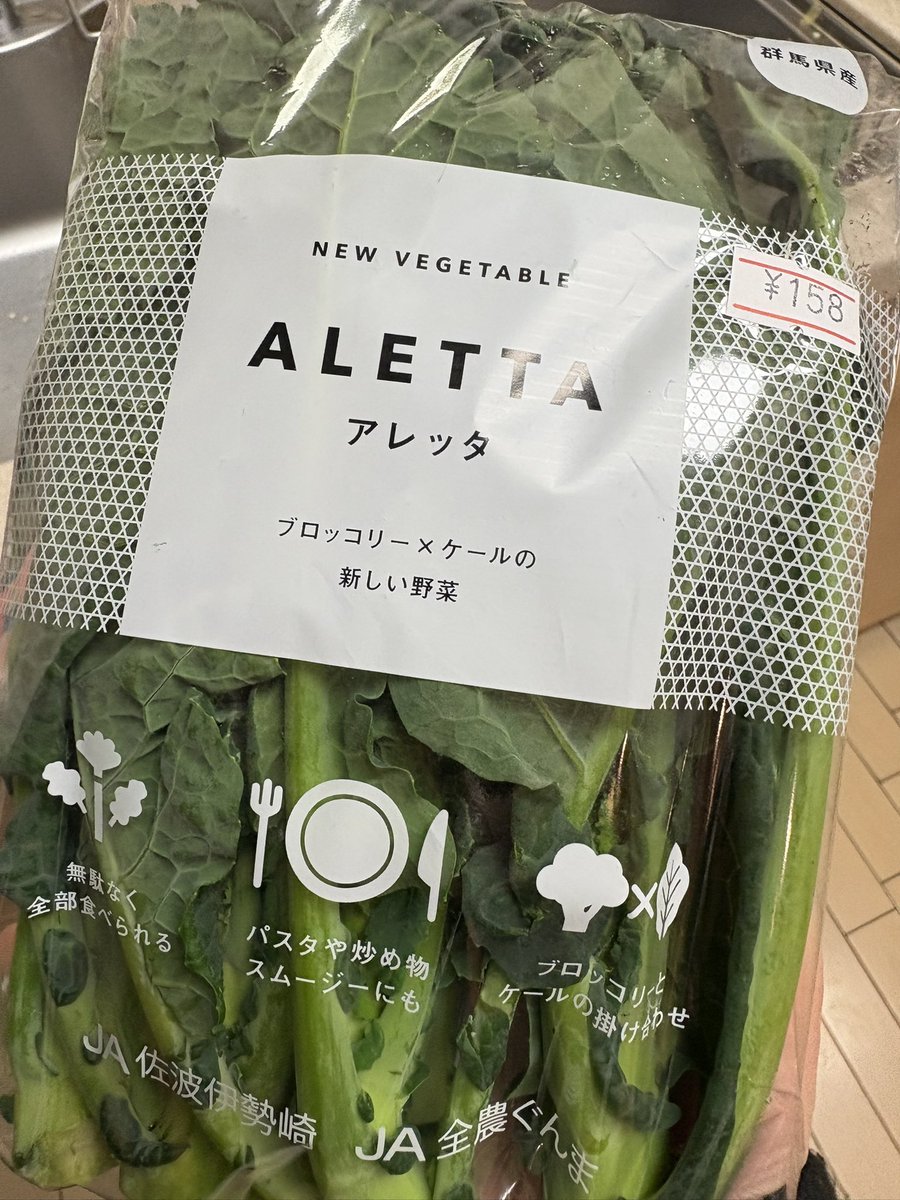 群馬県産
NEW VEGETABLE
¥158
ALETTA
アレッタ
ブロッコリー×ケールの
新しい野菜
無駄なく
全部食べられる
パスタや炒め物
スムージーにも
×
ブロッコリーと
ケールの掛け合わせ
JA佐波伊勢崎
JA全農ぐんま